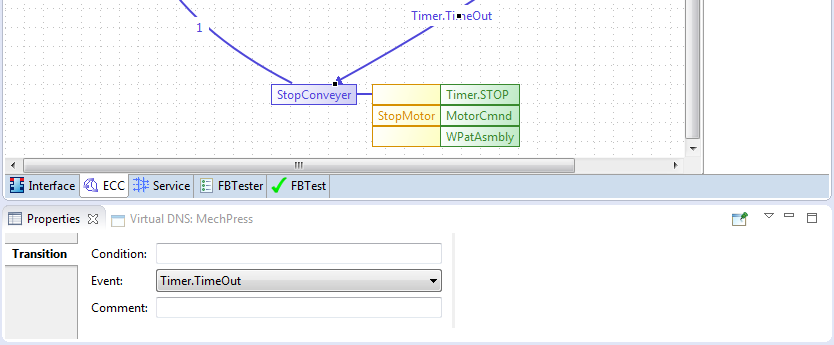 Timer.TimeOut
1
StopConveyer
Timer.STOP
StopMotor MotorCmnd
WPatAsmbly
Interface ECC Service FBTester FBTest
Properties Virtual DNS: MechPress
Transition
Condition:
Event: Timer.TimeOut
Comment: